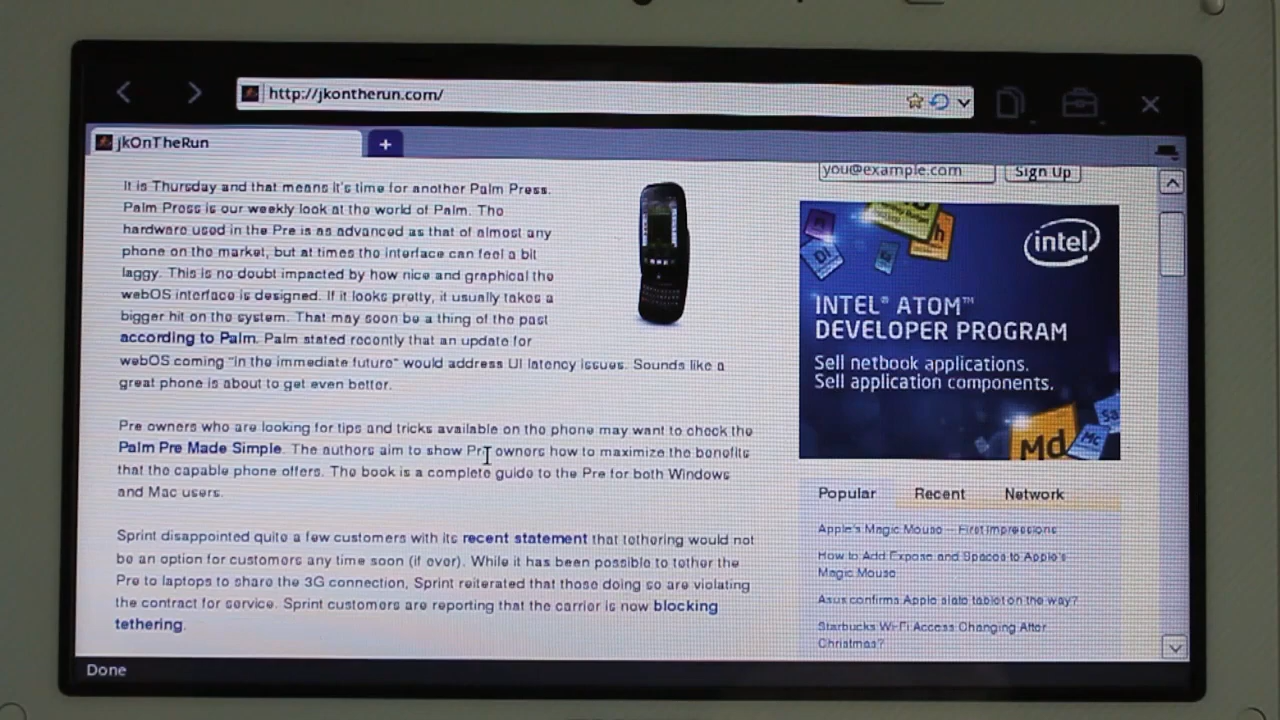 http://jkontherun.com/
jkOnTheRun
+
It is Thursday and that means it's time for another Palm Press.
Palm Press is our weekly look at the world of Palm. The
hardware used in the Pre is as advanced as that of almost any
phone on the market, but at times the interface can feel a bit
laggy. This is no doubt impacted by how nice and graphical the
webOS interface is designed. If it looks pretty, it usually takes a
bigger hit on the system. That may soon be a thing of the past
according to Palm. Palm stated recently that an update for
webOS coming "in the immediate future" would address UI latency issues. Sounds like a
great phone is about to get even better.
Pre owners who are looking for tips and tricks available on the phone may want to check the
Palm Pre Made Simple. The authors aim to show Pre owners how to maximize the benefits
that the capable phone offers. The book is a complete guide to the Pre for both Windows
and Mac users.
Sprint disappointed quite a few customers with its recent statement that tethering would not
be an option for customers any time soon (if ever). While it has been possible to tether the
Pre to laptops to share the 3G connection, Sprint reiterated that those doing so are violating
the contract for service. Sprint customers are reporting that the carrier is now blocking
tethering.
you@example.com Sign Up
intel
INTEL® ATOM™
DEVELOPER PROGRAM
Sell netbook applications.
Sell application components.
Md
Mc
Sa
DI
Popular Recent Network
Apple's Magic Mouse — First Impressions
How to Add Expose and Spaces to Apple's
Magic Mouse
Asus confirms Apple slate tablet on the way?
Starbucks Wi-Fi Access Changing After
Christmas?
Done